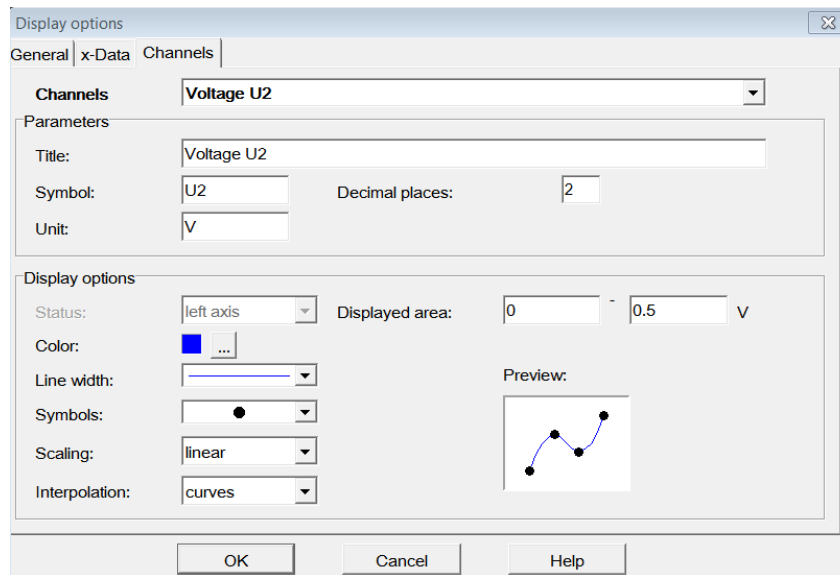 Display options
General x-Data Channels
Channels Voltage U2
Parameters
Title: Voltage U2
Symbol: U2 Decimal places: 2
Unit: V
Display options
Status: left axis Displayed area: 0 - 0.5 V
Color: ...
Line width: Preview:
Symbols:
Scaling: linear
Interpolation: curves
OK Cancel Help